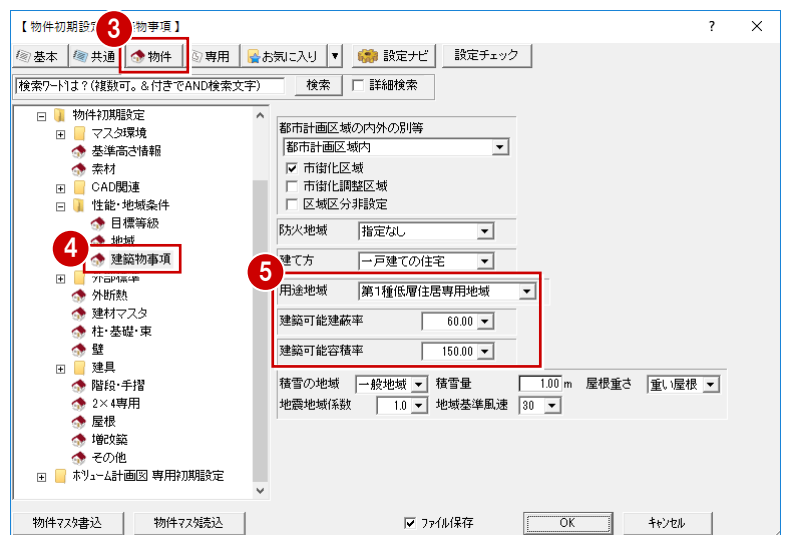 【 物件初期設定
物事項 】
?
×
3
基本
共通
物件
専用
お気に入り
▼
設定ナビ
設定チェック
検索ワードは?(複数可。&付きでAND検索文字)
検索
詳細検索
物件初期設定
マスタ環境
基準高さ情報
素材
CAD関連
性能・地域条件
目標等級
地域
4
建築物事項
外部標準
外断熱
建材マスタ
柱・基礎・束
壁
建具
階段・手摺
2×4専用
屋根
増改築
その他
ボリューム計画図 専用初期設定
都市計画区域の内外の別等
都市計画区域内
市街化区域
市街化調整区域
区域区分非設定
防火地域 指定なし
建て方 一戸建ての住宅
5
用途地域 第1種低層住居専用地域
建築可能建蔽率 60.00
建築可能容積率 150.00
積雪の地域 一般地域 積雪量 1.00 m 屋根重さ 重い屋根
地震地域係数 1.0 地域基準風速 30
物件マスタ書込
物件マスタ読込
ファイル保存
OK
キャンセル